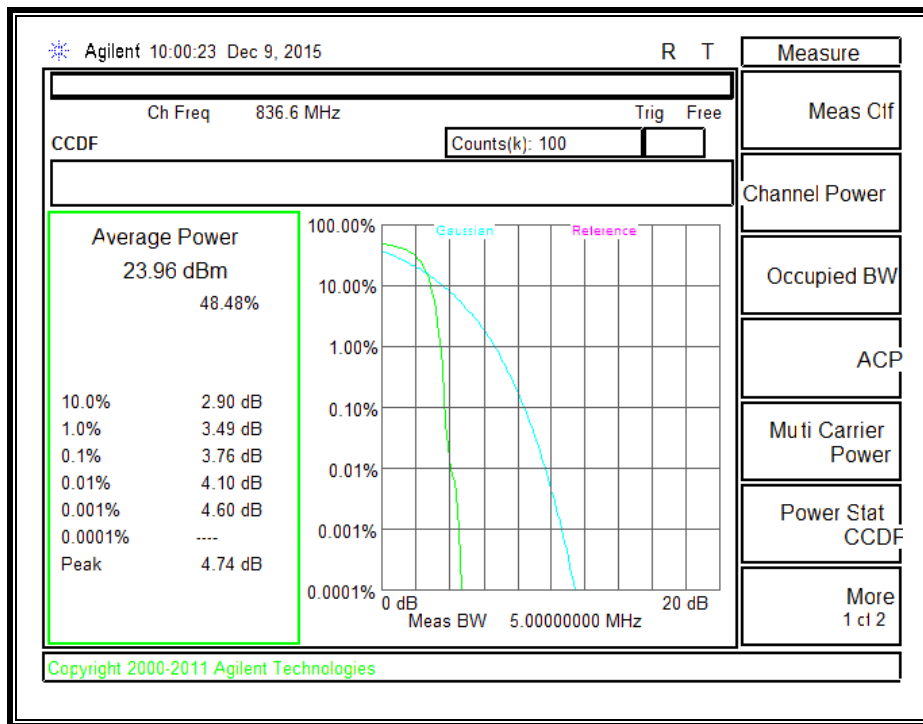 Agilent 10:00:23 Dec 9, 2015 R T
Ch Freq 836.6 MHz Trig Free
CCDF Counts(k): 100
Average Power
23.96 dBm
48.48%
10.0% 2.90 dB
1.0% 3.49 dB
0.1% 3.76 dB
0.01% 4.10 dB
0.001% 4.60 dB
0.0001% ----
Peak 4.74 dB
Gaussian Reference
100.00%
10.00%
1.00%
0.10%
0.01%
0.001%
0.0001%
0 dB 20 dB
Meas BW 5.00000000 MHz
Measure
Meas Off
Channel Power
Occupied BW
ACP
Multi Carrier
Power
Power Stat
CCDF
More
1 of 2
Copyright 2000-2011 Agilent Technologies